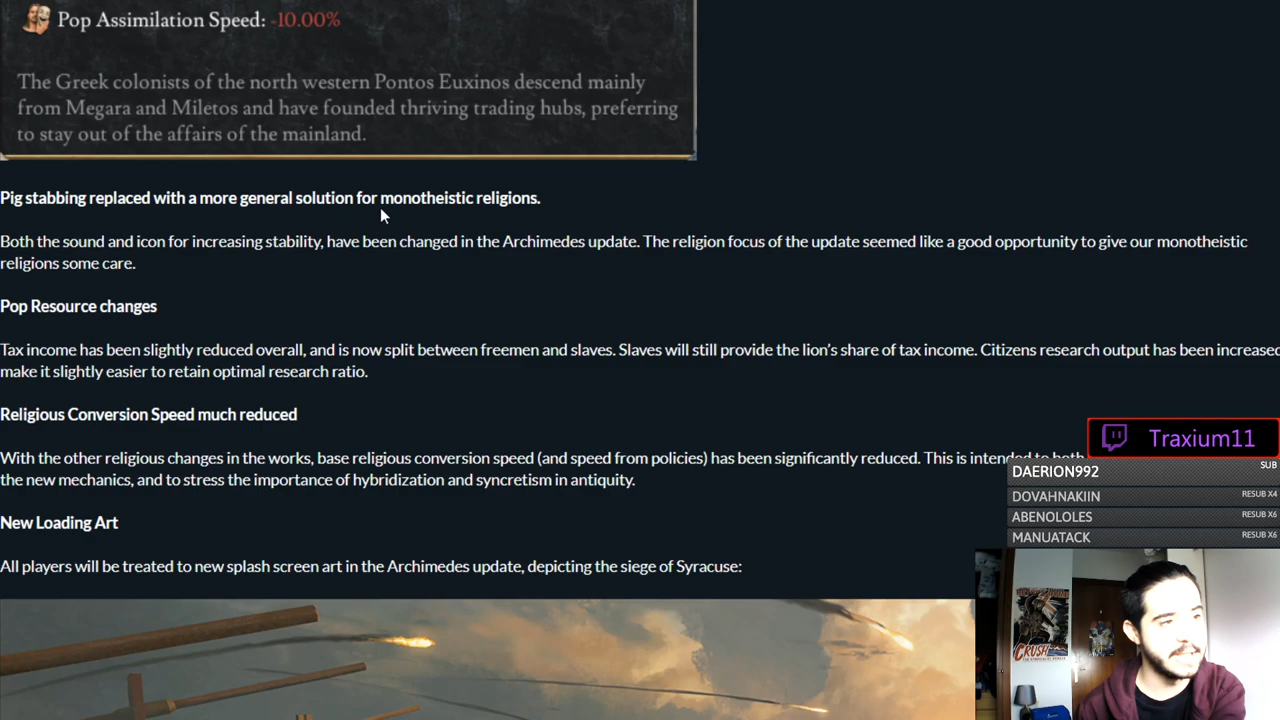 Pop Assimilation Speed: -10.00%
The Greek colonists of the north western Pontos Euxinos descend mainly
from Megara and Miletos and have founded thriving trading hubs, preferring
to stay out of the affairs of the mainland.
Pig stabbing replaced with a more general solution for monotheistic religions.
Both the sound and icon for increasing stability, have been changed in the Archimedes update. The religion focus of the update seemed like a good opportunity to give our monotheistic
religions some care.
Pop Resource changes
Tax income has been slightly reduced overall, and is now split between freemen and slaves. Slaves will still provide the lion's share of tax income. Citizens research output has been increased
make it slightly easier to retain optimal research ratio.
Religious Conversion Speed much reduced
With the other religious changes in the works, base religious conversion speed (and speed from policies) has been significantly reduced. This is intended to both
the new mechanics, and to stress the importance of hybridization and syncretism in antiquity.
New Loading Art
All players will be treated to new splash screen art in the Archimedes update, depicting the siege of Syracuse:
Traxium11
DAERION992 SUB
DOVAHNAKIIN RESUB X4
ABENOLOLES RESUB X6
MANUATACK RESUB X6
CRUSH